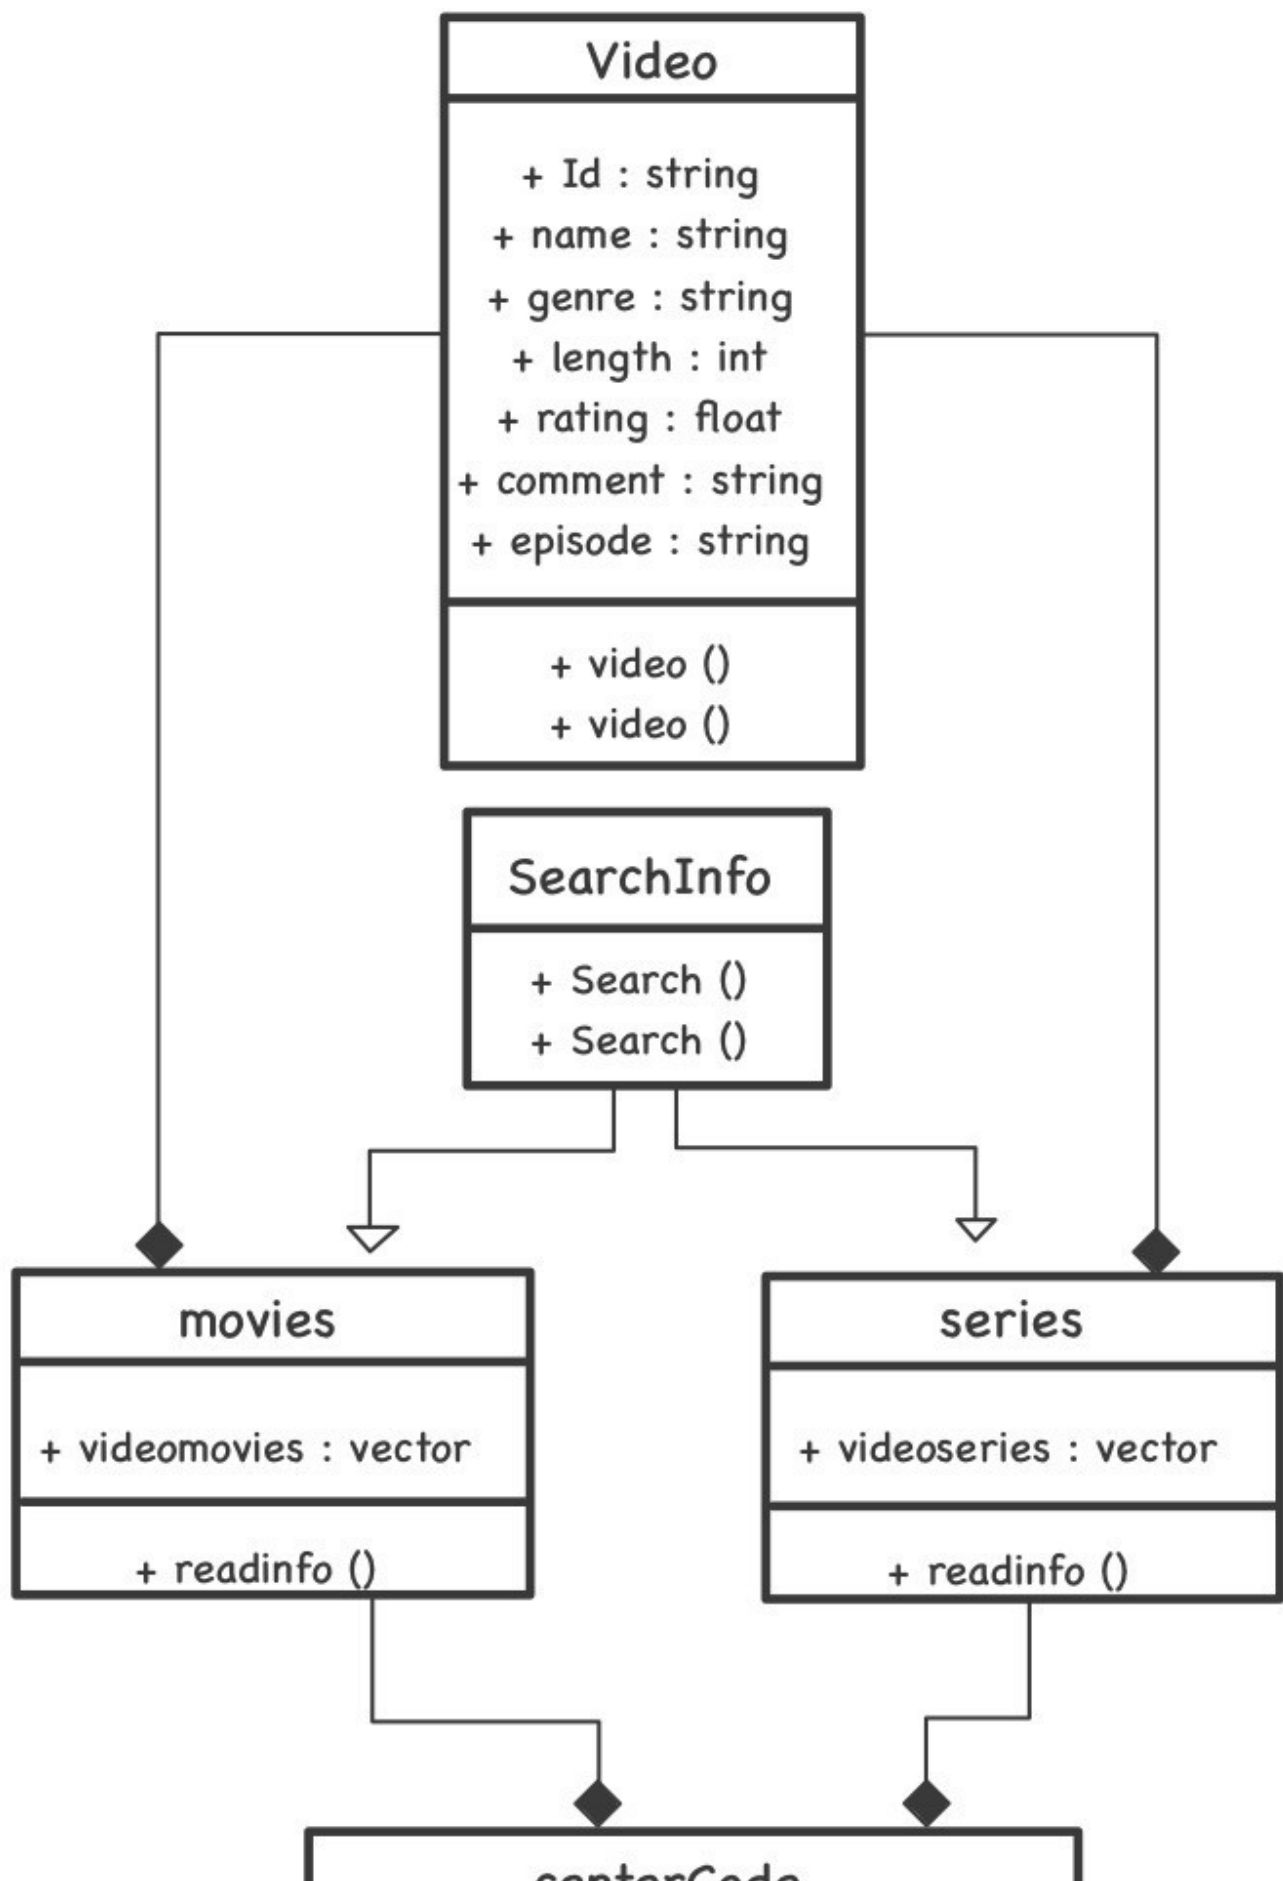 Video
+ Id : string
+ name : string
+ genre : string
+ length : int
+ rating : float
+ comment : string
+ episode : string
+ video ()
+ video ()
SearchInfo
+ Search ()
+ Search ()
movies
series
+ videomovies : vector
+ videoseries : vector
+ readinfo ()
+ readinfo ()